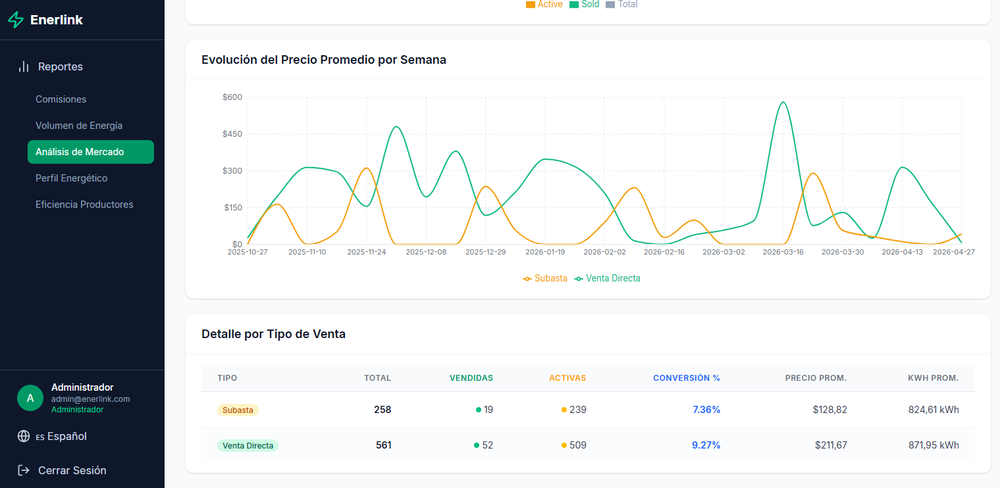 Enerlink
Reportes
Comisiones
Volumen de Energía
Análisis de Mercado
Perfil Energético
Eficiencia Productores
A
Administrador
admin@enerlink.com
Administrador
ES Español
Cerrar Sesión
Active Sold Total
Evolución del Precio Promedio por Semana
$600
$450
$300
$150
$0
2025-10-27 2025-11-10 2025-11-24 2025-12-08 2025-12-29 2026-01-19 2026-02-02 2026-02-16 2026-03-02 2026-03-16 2026-03-30 2026-04-13 2026-04-27
Subasta Venta Directa
Detalle por Tipo de Venta
TIPO TOTAL VENDIDAS ACTIVAS CONVERSIÓN % PRECIO PROM. KWH PROM.
Subasta 258 19 239 7.36% $128,82 824,61 kWh
Venta Directa 561 52 509 9.27% $211,67 871,95 kWh